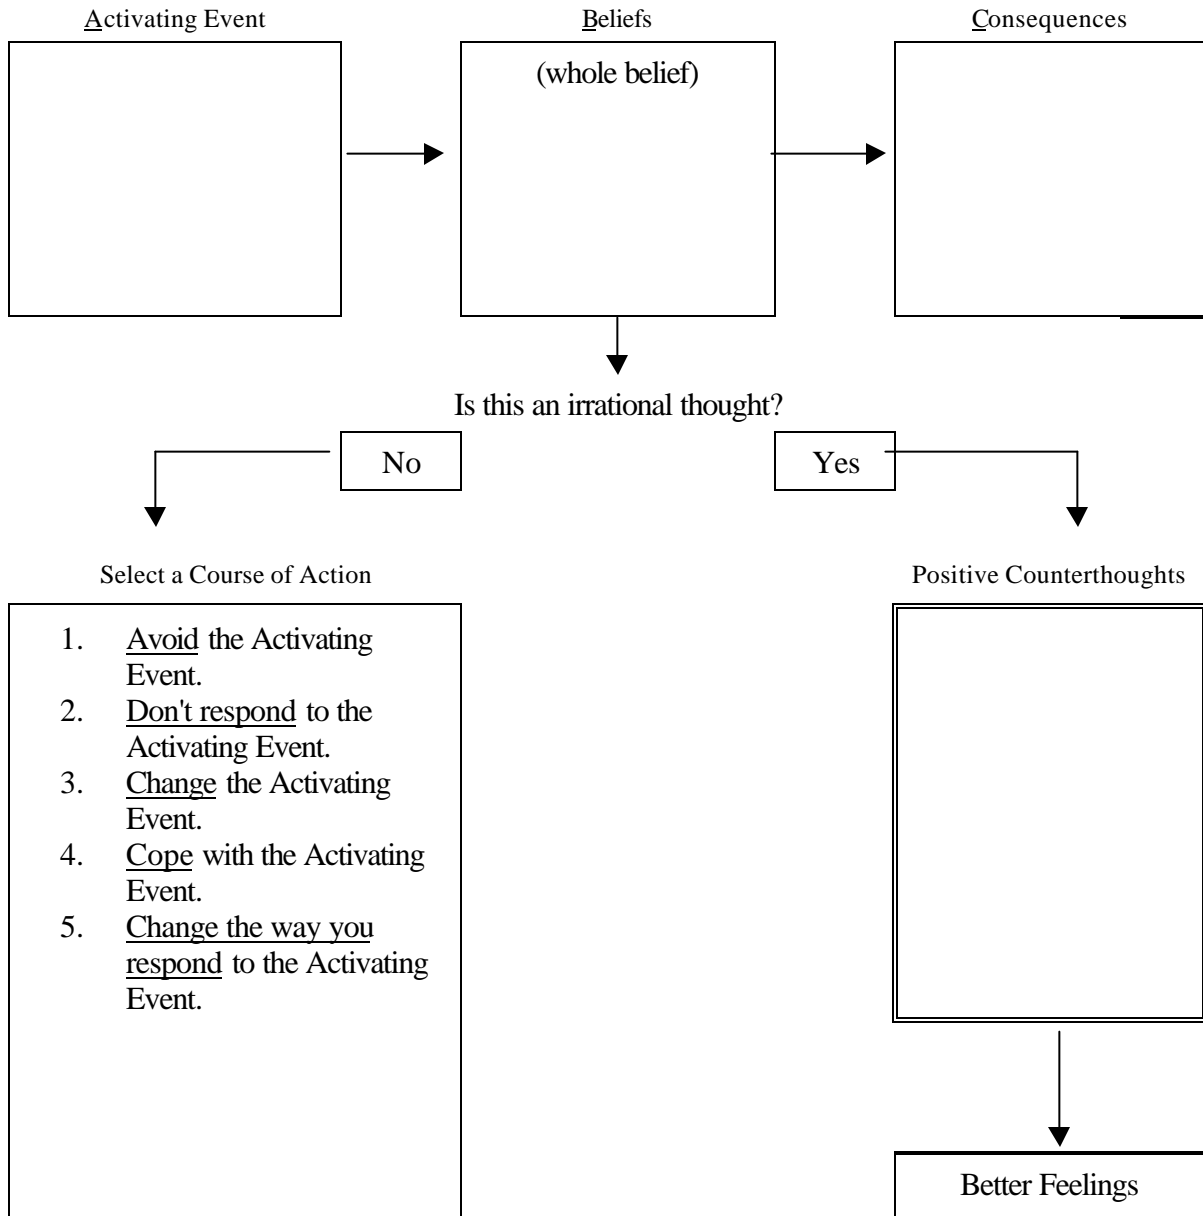 Activating Event
Beliefs
Consequences
(whole belief)
Is this an irrational thought?
No
Yes
Select a Course of Action
Positive Counterthoughts
1. Avoid the Activating
Event.
2. Don't respond to the
Activating Event.
3. Change the Activating
Event.
4. Cope with the Activating
Event.
5. Change the way you
respond to the Activating
Event.
Better Feelings